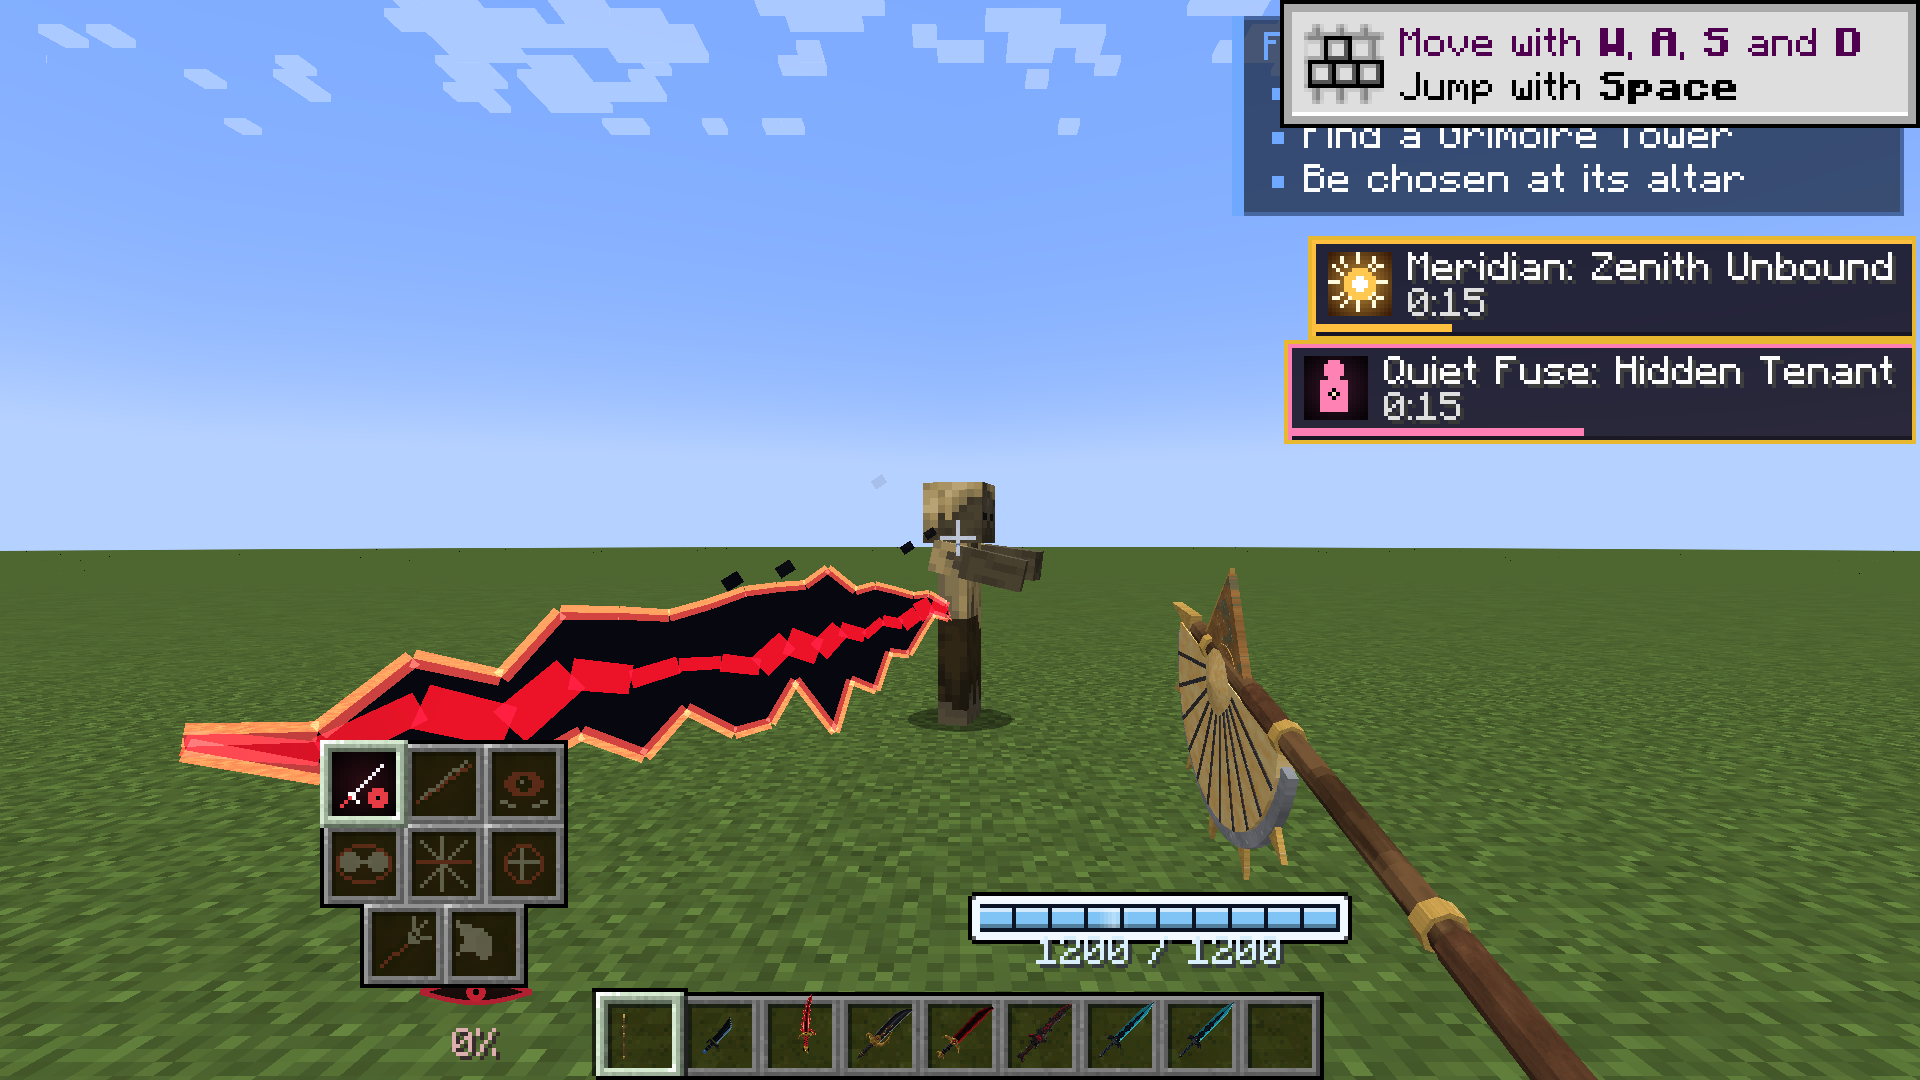 Move with W, A, S and D
Jump with Space
F
Find a Grimoire Tower
Be chosen at its altar
Meridian: Zenith Unbound
0:15
Quiet Fuse: Hidden Tenant
0:15
1200 / 1200
0%